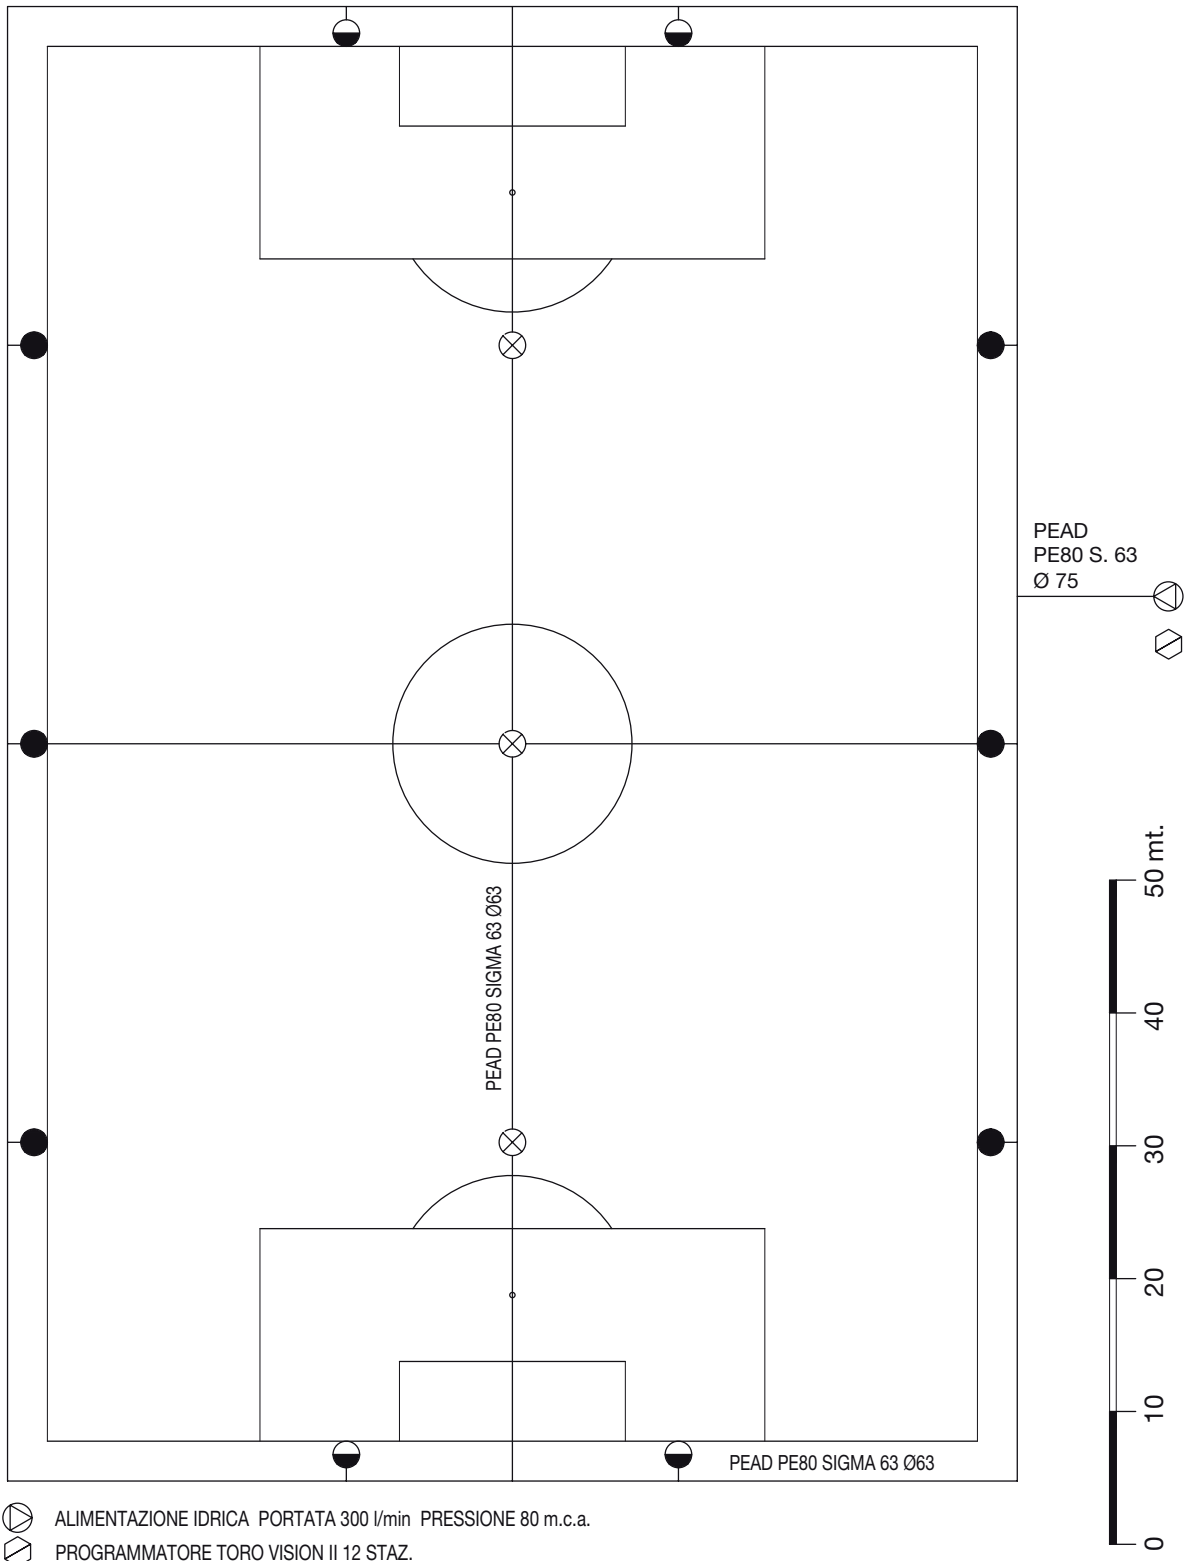 PEAD
PE80 S. 63
Ø 75
50 mt.
40
30
20
10
0
PEAD PE80 SIGMA 63 Ø63
PEAD PE80 SIGMA 63 Ø63
ALIMENTAZIONE IDRICA PORTATA 300 l/min PRESSIONE 80 m.c.a.
PROGRAMMATORE TORO VISION II 12 STAZ.